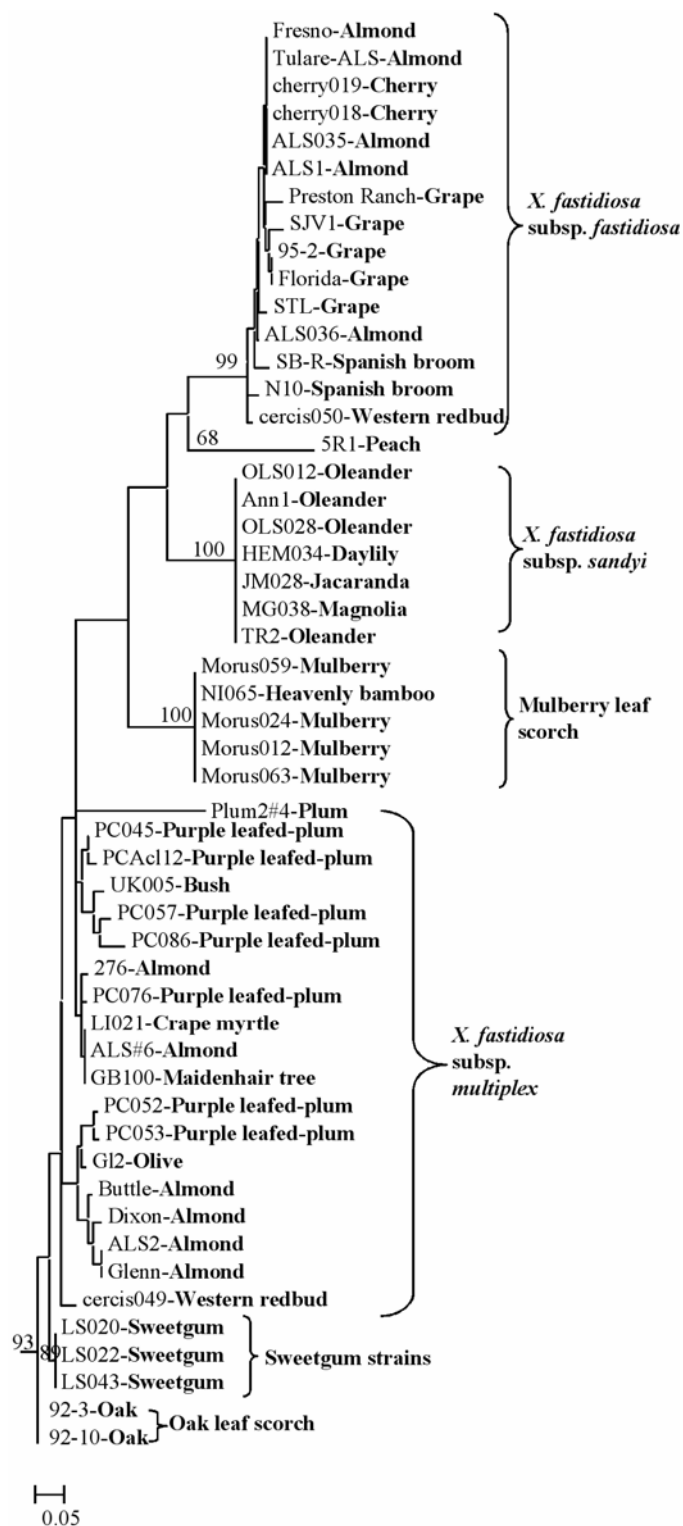 Fresno-Almond
Tulare-ALS-Almond
cherry019-Cherry
cherry018-Cherry
ALS035-Almond
ALS1-Almond
Preston Ranch-Grape
SJV1-Grape
95-2-Grape
Florida-Grape
STL-Grape
ALS036-Almond
SB-R-Spanish broom
N10-Spanish broom
cercis050-Western redbud
X. fastidiosa
subsp. fastidiosa
99
68
5R1-Peach
OLS012-Oleander
Ann1-Oleander
OLS028-Oleander
HEM034-Daylily
JM028-Jacaranda
MG038-Magnolia
TR2-Oleander
X. fastidiosa
subsp. sandyi
100
Morus059-Mulberry
NI065-Heavenly bamboo
Morus024-Mulberry
Morus012-Mulberry
Morus063-Mulberry
Mulberry leaf
scorch
100
Plum2#4-Plum
PC045-Purple leafed-plum
PCAcl12-Purple leafed-plum
UK005-Bush
PC057-Purple leafed-plum
PC086-Purple leafed-plum
276-Almond
PC076-Purple leafed-plum
LI021-Crape myrtle
ALS#6-Almond
GB100-Maidenhair tree
PC052-Purple leafed-plum
PC053-Purple leafed-plum
Gl2-Olive
Buttle-Almond
Dixon-Almond
ALS2-Almond
Glenn-Almond
cercis049-Western redbud
X. fastidiosa
subsp.
multiplex
LS020-Sweetgum
LS022-Sweetgum
LS043-Sweetgum
Sweetgum strains
93
89
92-3-Oak
92-10-Oak
Oak leaf scorch
0.05